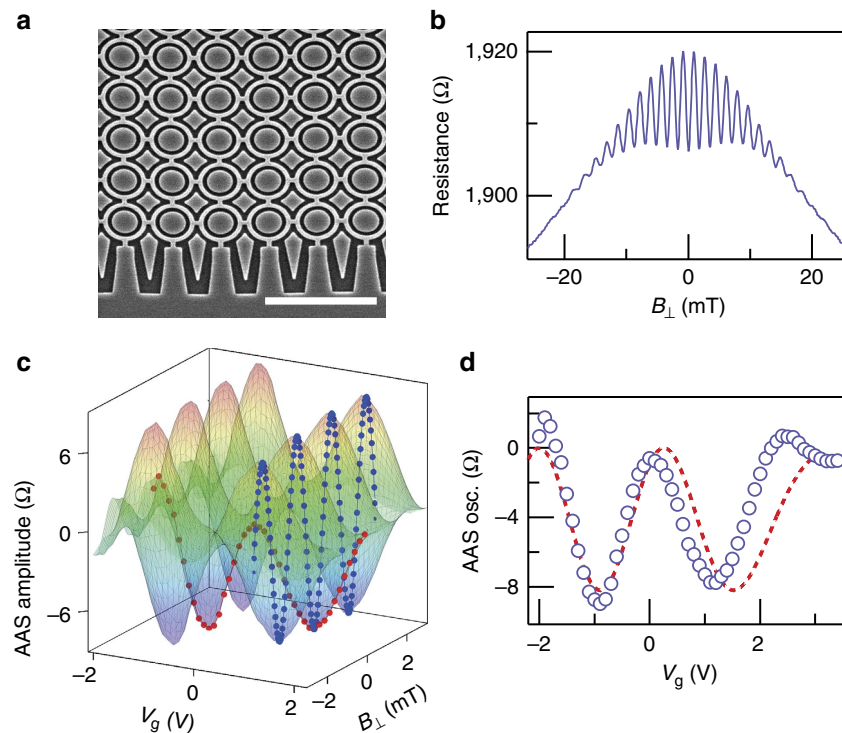 a
b
1,920
1,900
Resistance (Ω)
–20
0
20
B⊥ (mT)
c
6
0
–6
AAS amplitude (Ω)
–2
0
2
Vg (V)
–2
0
2
B⊥ (mT)
d
0
–4
–8
AAS osc. (Ω)
–2
0
2
Vg (V)